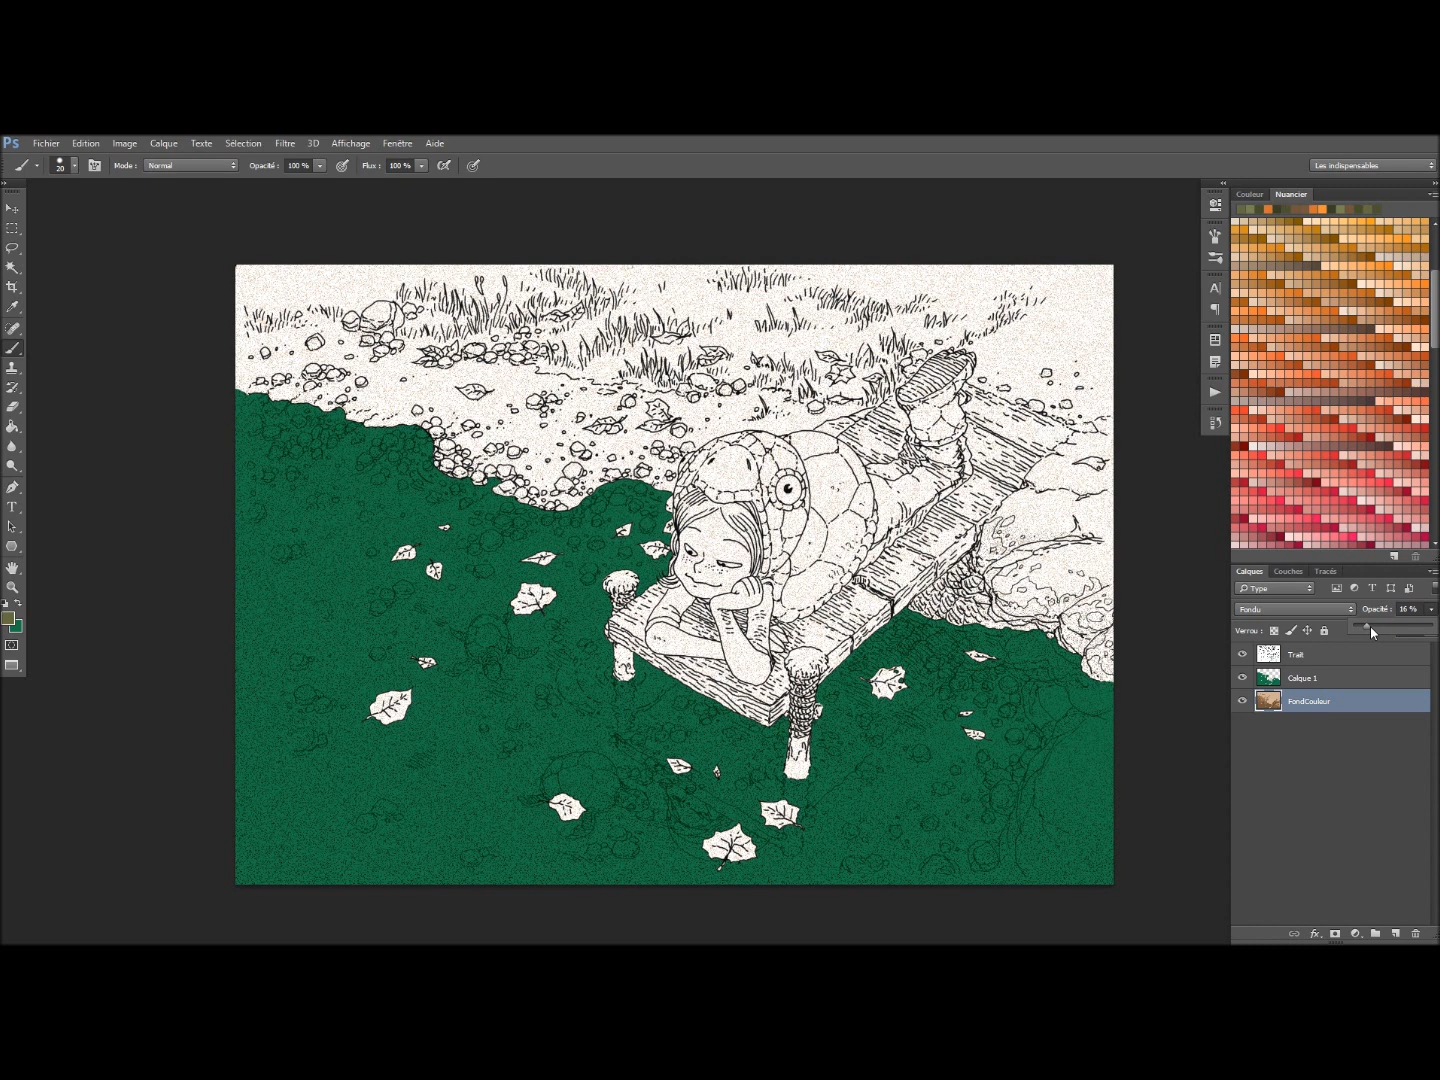 Ps Fichier Edition Image Calque Texte Sélection Filtre 3D Affichage Fenêtre Aide
20 Mode : Normal Opacité : 100 % Flux : 100 % Les indispensables
Couleur Nuancier
Calques Couches Tracés
Type
Fondu Opacité : 16 %
Verrou :
Trait
Calque 1
FondCouleur